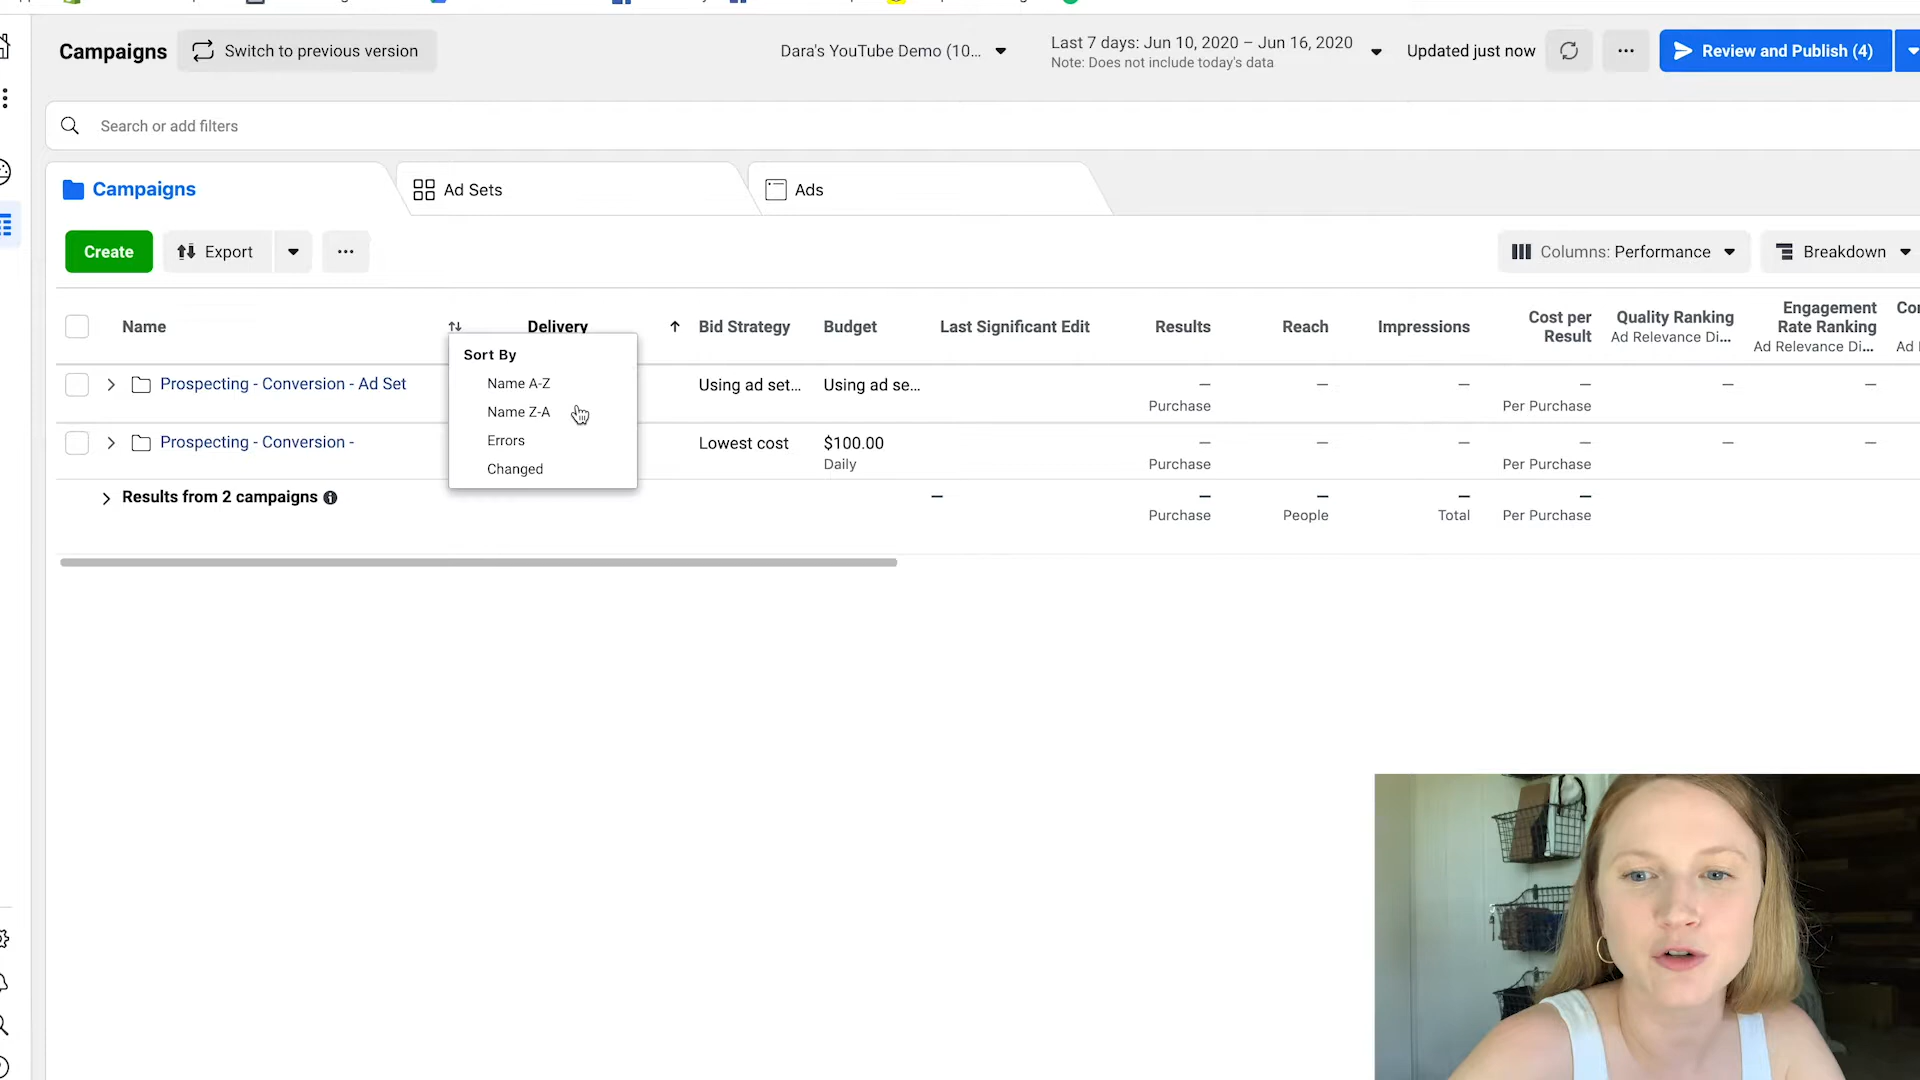 Campaigns
Switch to previous version
Dara's YouTube Demo (10...
Last 7 days: Jun 10, 2020 – Jun 16, 2020
Note: Does not include today's data
Updated just now
Review and Publish (4)
Search or add filters
Campaigns
Ad Sets
Ads
Create
Export
Columns: Performance
Breakdown
Name
Delivery
Bid Strategy
Budget
Last Significant Edit
Results
Reach
Impressions
Cost per
Result
Quality Ranking
Ad Relevance Di...
Engagement
Rate Ranking
Ad Relevance Di...
Ad
Sort By
Name A-Z
Name Z-A
Errors
Changed
Prospecting - Conversion - Ad Set
Using ad set...
Using ad se...
—
Purchase
—
—
—
Per Purchase
—
—
Prospecting - Conversion -
Lowest cost
$100.00
Daily
—
Purchase
—
—
—
Per Purchase
—
—
Results from 2 campaigns
—
—
Purchase
—
People
—
Total
—
Per Purchase